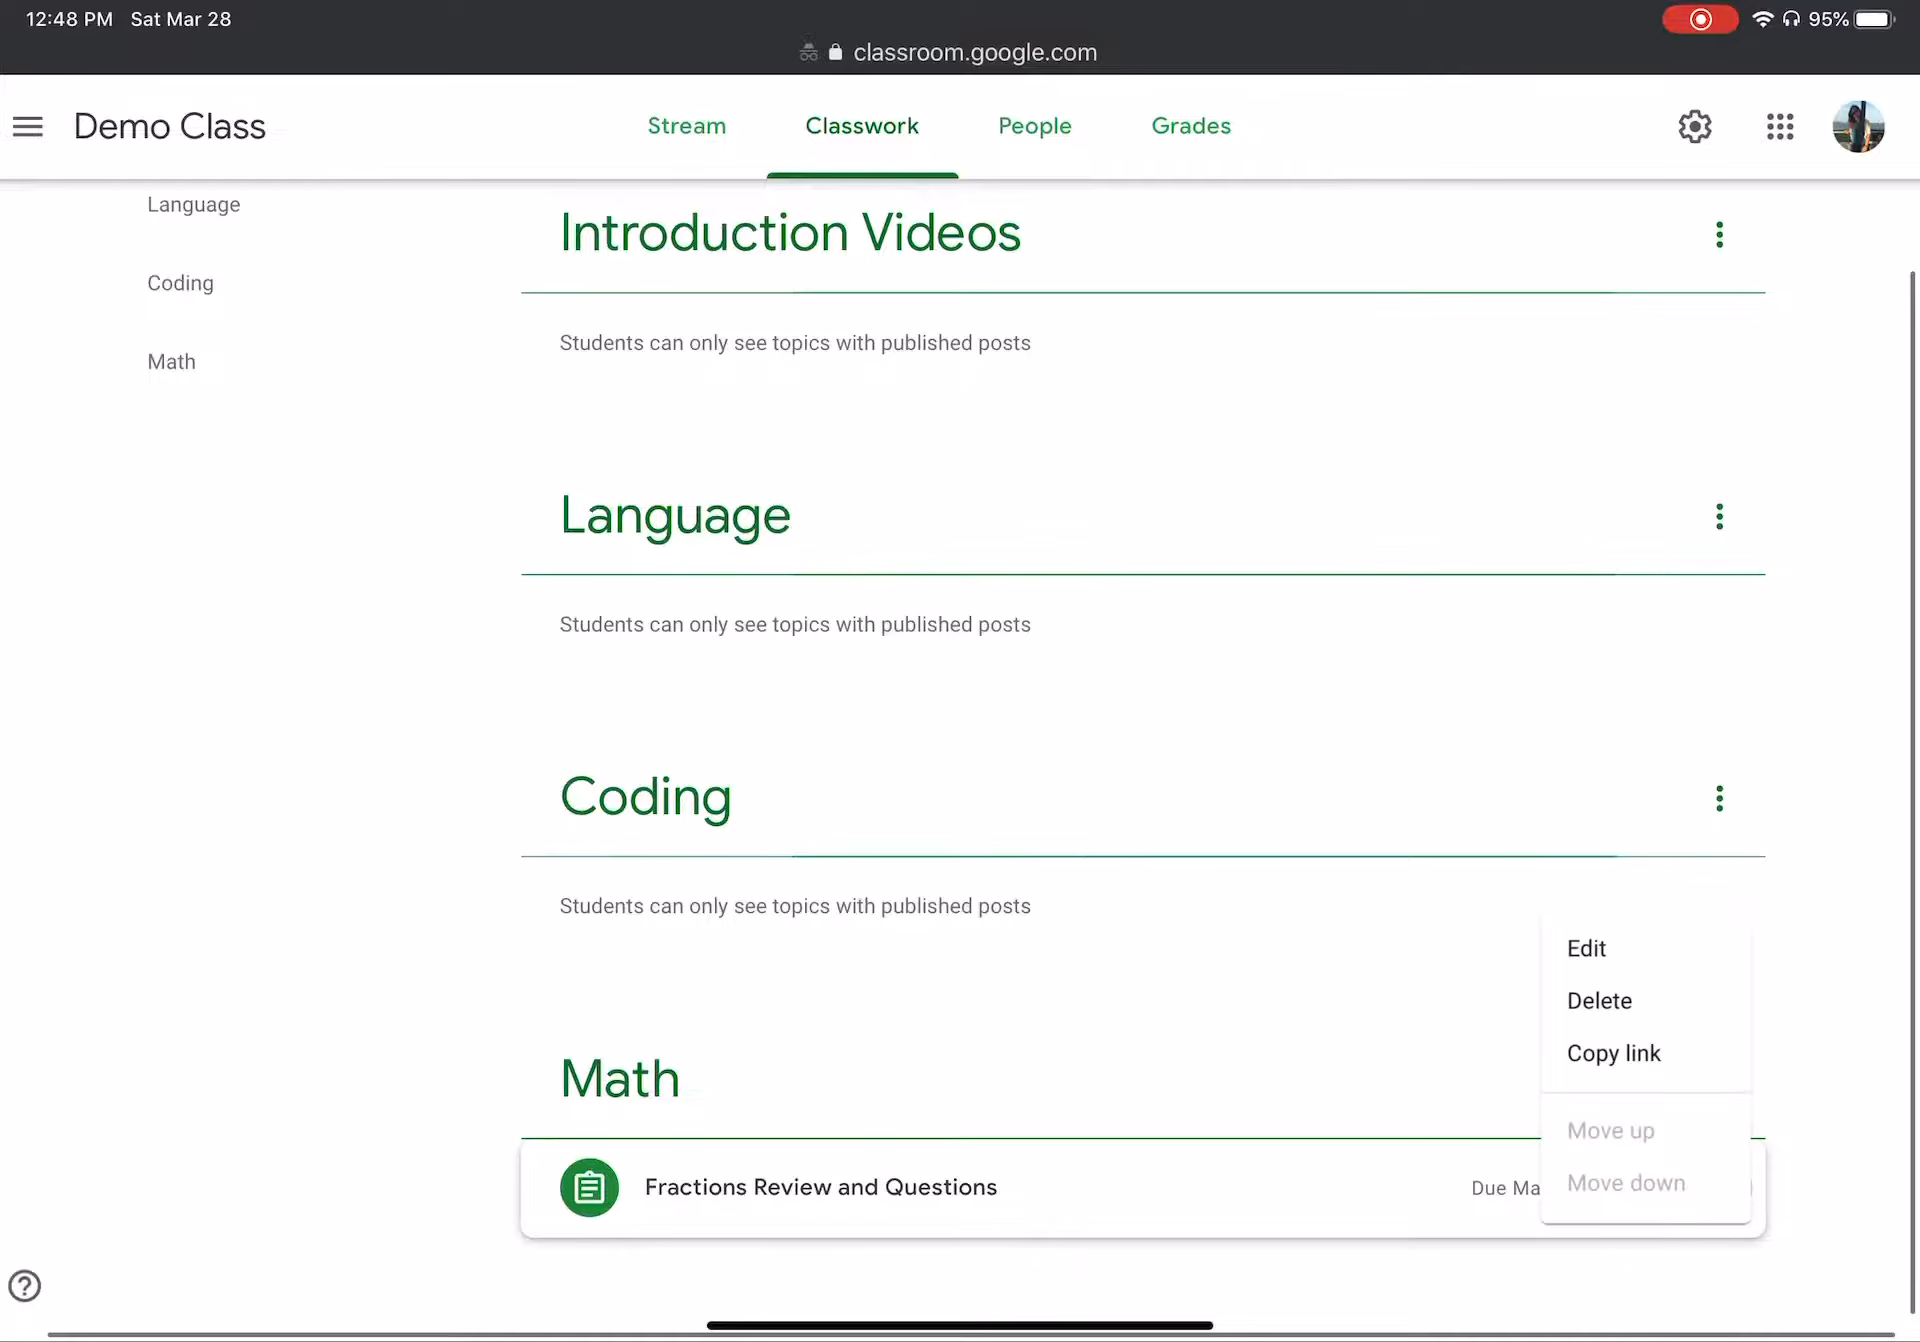 12:48 PM Sat Mar 28
95%
classroom.google.com
Demo Class
Stream
Classwork
People
Grades
Language
Coding
Math
Introduction Videos
Students can only see topics with published posts
Language
Students can only see topics with published posts
Coding
Students can only see topics with published posts
Math
Fractions Review and Questions
Due Ma
Edit
Delete
Copy link
Move up
Move down